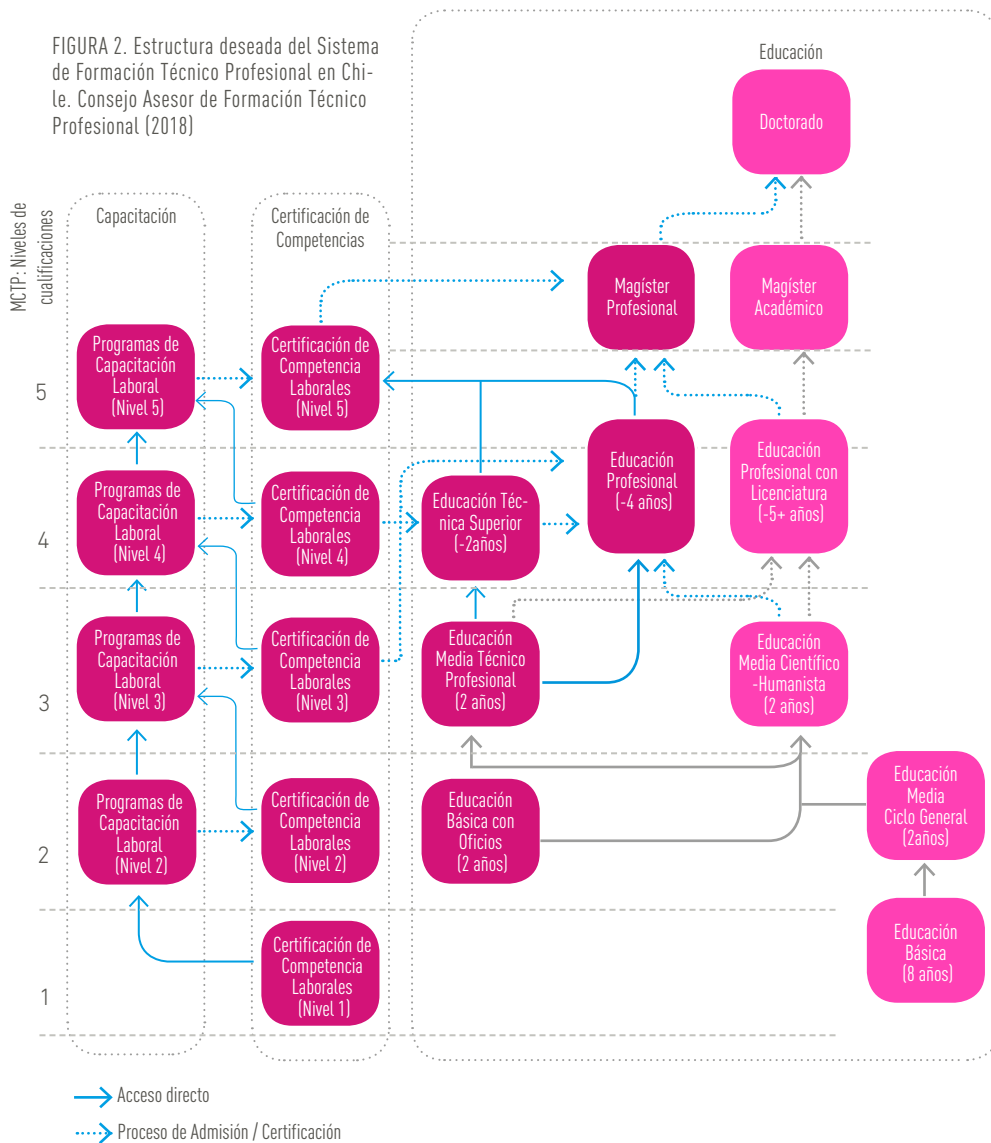 FIGURA 2. Estructura deseada del Sistema
de Formación Técnico Profesional en Chi-
le. Consejo Asesor de Formación Técnico
Profesional (2018)
Educación
Doctorado
MCTP: Niveles de
cualificaciones
Capacitación
Certificación de
Competencias
Magíster
Profesional
Magíster
Académico
5
Programas de
Capacitación
Laboral
(Nivel 5)
Certificación de
Competencia
Laborales
(Nivel 5)
4
Programas de
Capacitación
Laboral
(Nivel 4)
Certificación de
Competencia
Laborales
(Nivel 4)
Educación Téc-
nica Superior
(-2años)
Educación
Profesional
(-4 años)
Educación
Profesional con
Licenciatura
(-5+ años)
3
Programas de
Capacitación
Laboral
(Nivel 3)
Certificación de
Competencia
Laborales
(Nivel 3)
Educación
Media Técnico
Profesional
(2 años)
Educación
Media Científico
-Humanista
(2 años)
2
Programas de
Capacitación
Laboral
(Nivel 2)
Certificación de
Competencia
Laborales
(Nivel 2)
Educación
Básica con
Oficios
(2 años)
Educación
Media
Ciclo General
(2años)
1
Certificación de
Competencia
Laborales
(Nivel 1)
Educación
Básica
(8 años)
Acceso directo
Proceso de Admisión / Certificación